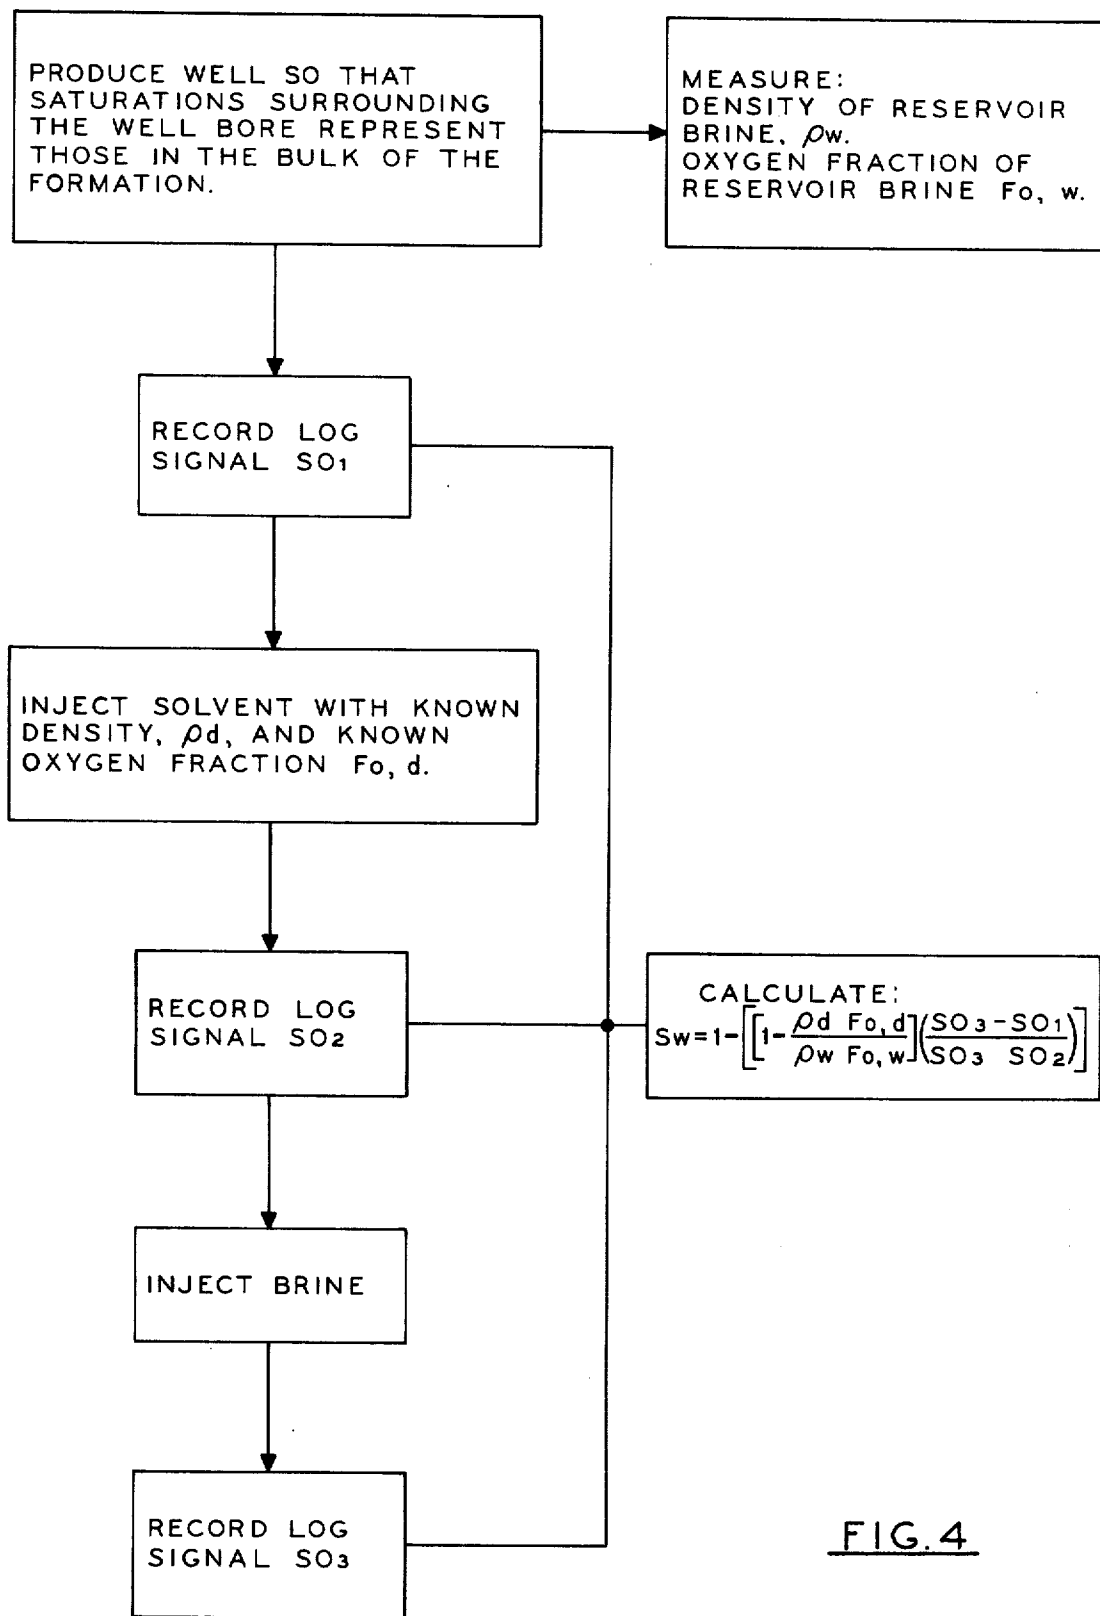 PRODUCE WELL SO THAT
SATURATIONS SURROUNDING
THE WELL BORE REPRESENT
THOSE IN THE BULK OF THE
FORMATION.
MEASURE:
DENSITY OF RESERVOIR
BRINE, ρw.
OXYGEN FRACTION OF
RESERVOIR BRINE Fo, w.
RECORD LOG
SIGNAL SO1
INJECT SOLVENT WITH KNOWN
DENSITY, ρd, AND KNOWN
OXYGEN FRACTION Fo, d.
RECORD LOG
SIGNAL SO2
CALCULATE:
Sw=1-[[1-ρd Fo, d/ρw Fo, w](SO3-SO1/SO3 SO2)]
INJECT BRINE
RECORD LOG
SIGNAL SO3
FIG.4